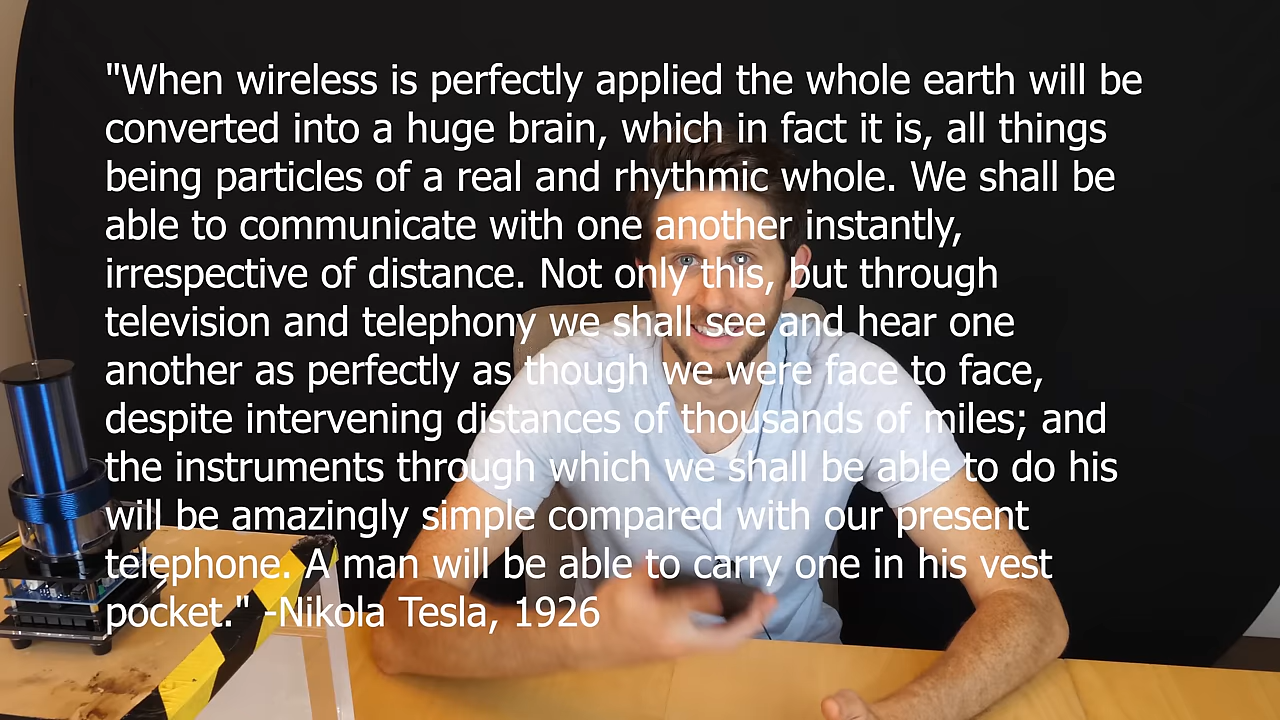 "When wireless is perfectly applied the whole earth will be
converted into a huge brain, which in fact it is, all things
being particles of a real and rhythmic whole. We shall be
able to communicate with one another instantly,
irrespective of distance. Not only this, but through
television and telephony we shall see and hear one
another as perfectly as though we were face to face,
despite intervening distances of thousands of miles; and
the instruments through which we shall be able to do his
will be amazingly simple compared with our present
telephone. A man will be able to carry one in his vest
pocket." -Nikola Tesla, 1926